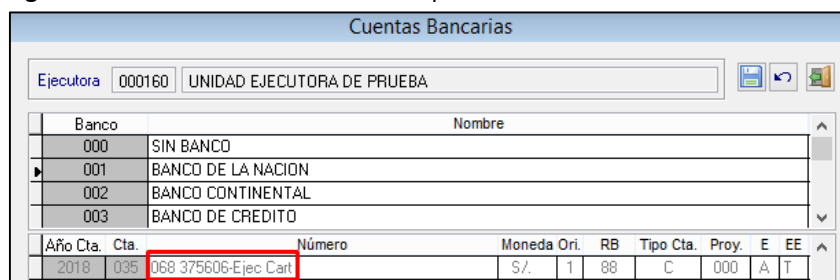 Cuentas Bancarias
Ejecutora 000160 UNIDAD EJECUTORA DE PRUEBA
Banco Nombre
000 SIN BANCO
001 BANCO DE LA NACION
002 BANCO CONTINENTAL
003 BANCO DE CREDITO
Año Cta. Cta. Número Moneda Ori. RB Tipo Cta. Proy. E EE
2018 035 068 375606-Ejec Cart S/. 1 88 C 000 A T